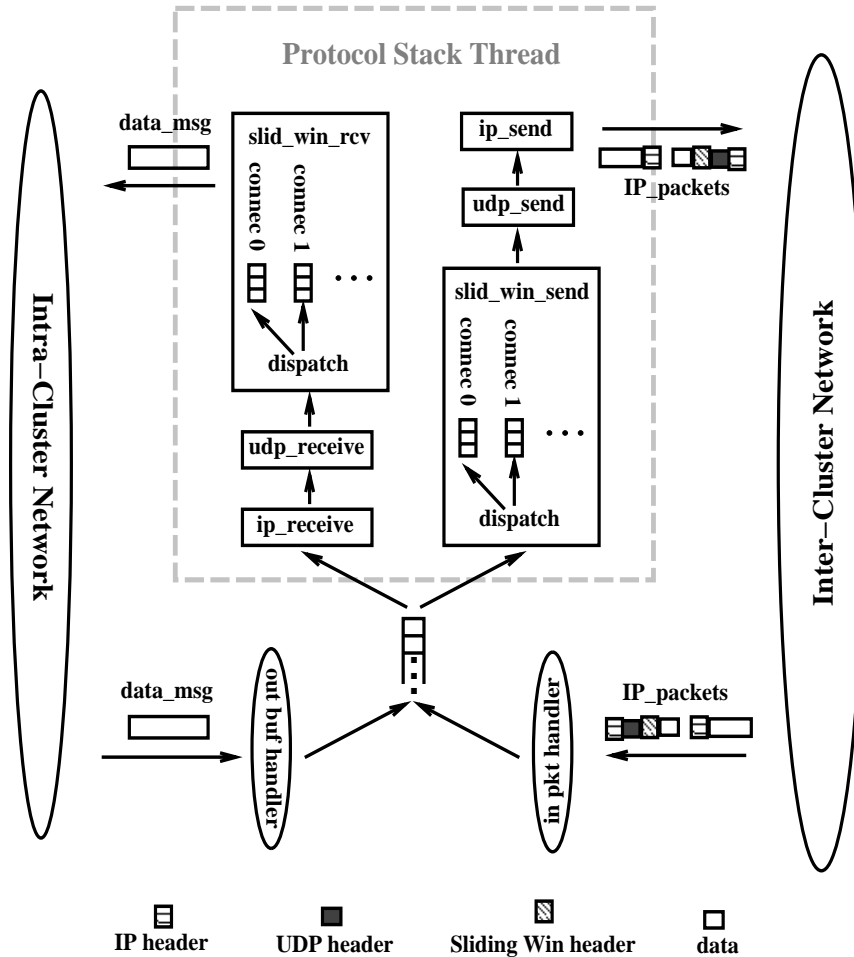 Protocol Stack Thread
data_msg
slid_win_rcv
connec 0
connec 1
. . .
dispatch
udp_receive
ip_receive
ip_send
udp_send
slid_win_send
connec 0
connec 1
. . .
dispatch
IP_packets
Intra-Cluster Network
Inter-Cluster Network
data_msg
out buf handler
in pkt handler
IP_packets
IP header
UDP header
Sliding Win header
data